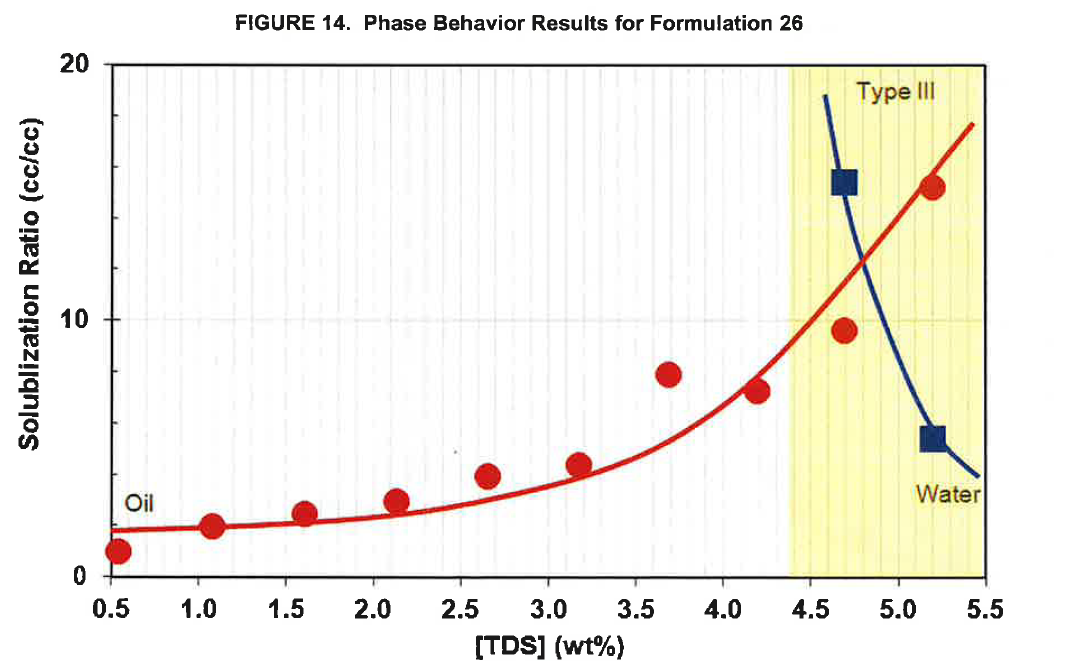 FIGURE 14. Phase Behavior Results for Formulation 26
20
Type III
Solublization Ratio (cc/cc)
10
Oil
Water
0
0.5 1.0 1.5 2.0 2.5 3.0 3.5 4.0 4.5 5.0 5.5
[TDS] (wt%)